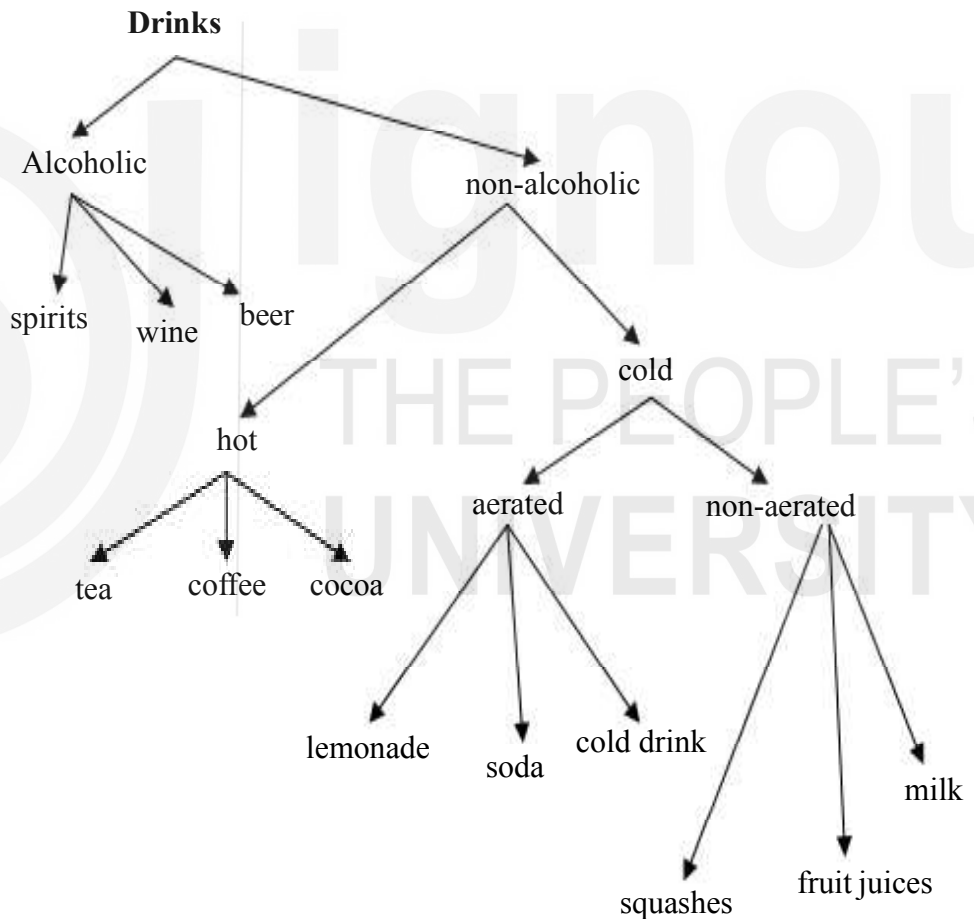 Drinks
Alcoholic
non-alcoholic
spirits
wine
beer
cold
hot
aerated
non-aerated
tea
coffee
cocoa
lemonade
soda
cold drink
milk
squashes
fruit juices
ignou
THE PEOPLE'S
UNIVERSITY